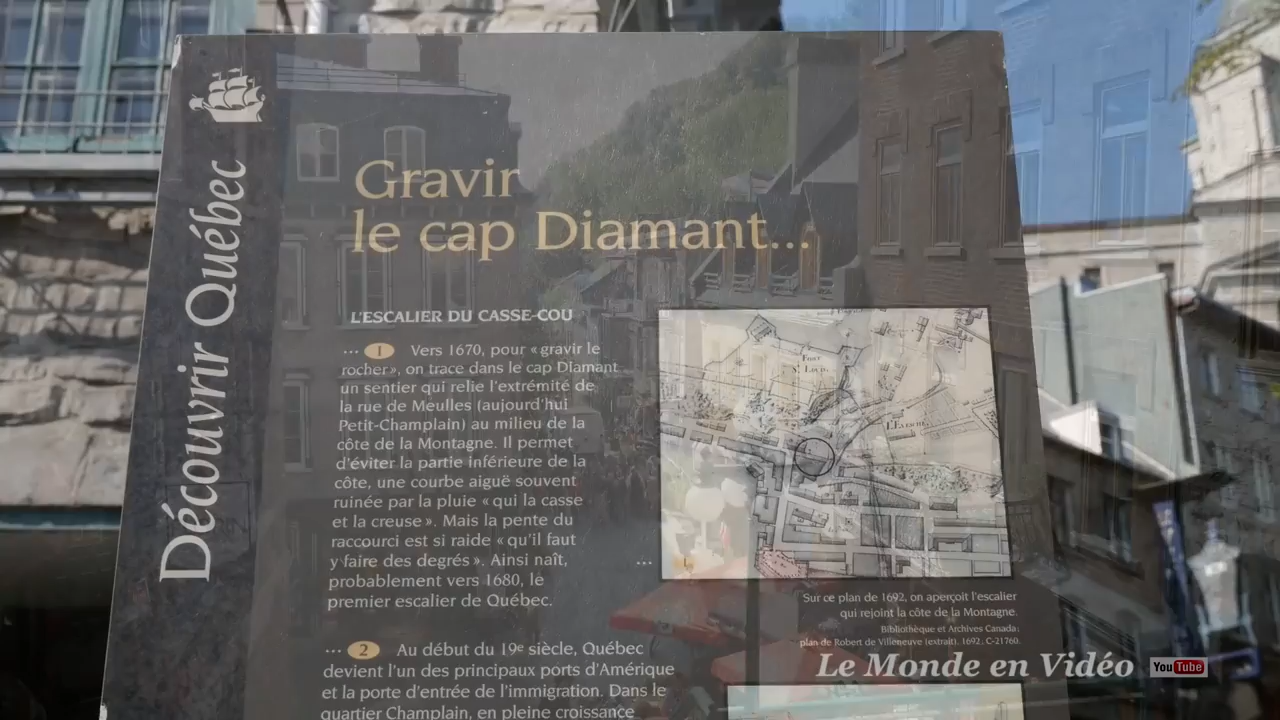 Découvrir Québec
Gravir
le cap Diamant...
L'ESCALIER DU CASSE-COU
... 1 Vers 1670, pour « gravir le
rocher », on trace dans le cap Diamant
un sentier qui relie l'extrémité de
la rue de Meulles (aujourd'hui
Petit-Champlain) au milieu de la
côte de la Montagne. Il permet
d'éviter la partie inférieure de la
côte, une courbe aiguë souvent
ruinée par la pluie « qui la casse
et la creuse ». Mais la pente du
raccourci est si raide « qu'il faut
y faire des degrés ». Ainsi naît,
probablement vers 1680, le
premier escalier de Québec.
... 2 Au début du 19e siècle, Québec
devient l'un des principaux ports d'Amérique
et la porte d'entrée de l'immigration. Dans le
quartier Champlain, en pleine croissance
Fort
St Louis
...
Sur ce plan de 1692, on aperçoit l'escalier
qui rejoint la côte de la Montagne.
Bibliothèque et Archives Canada:
plan de Robert de Villeneuve (extrait). 1692. C-21760.
Le Monde en Vidéo YouTube